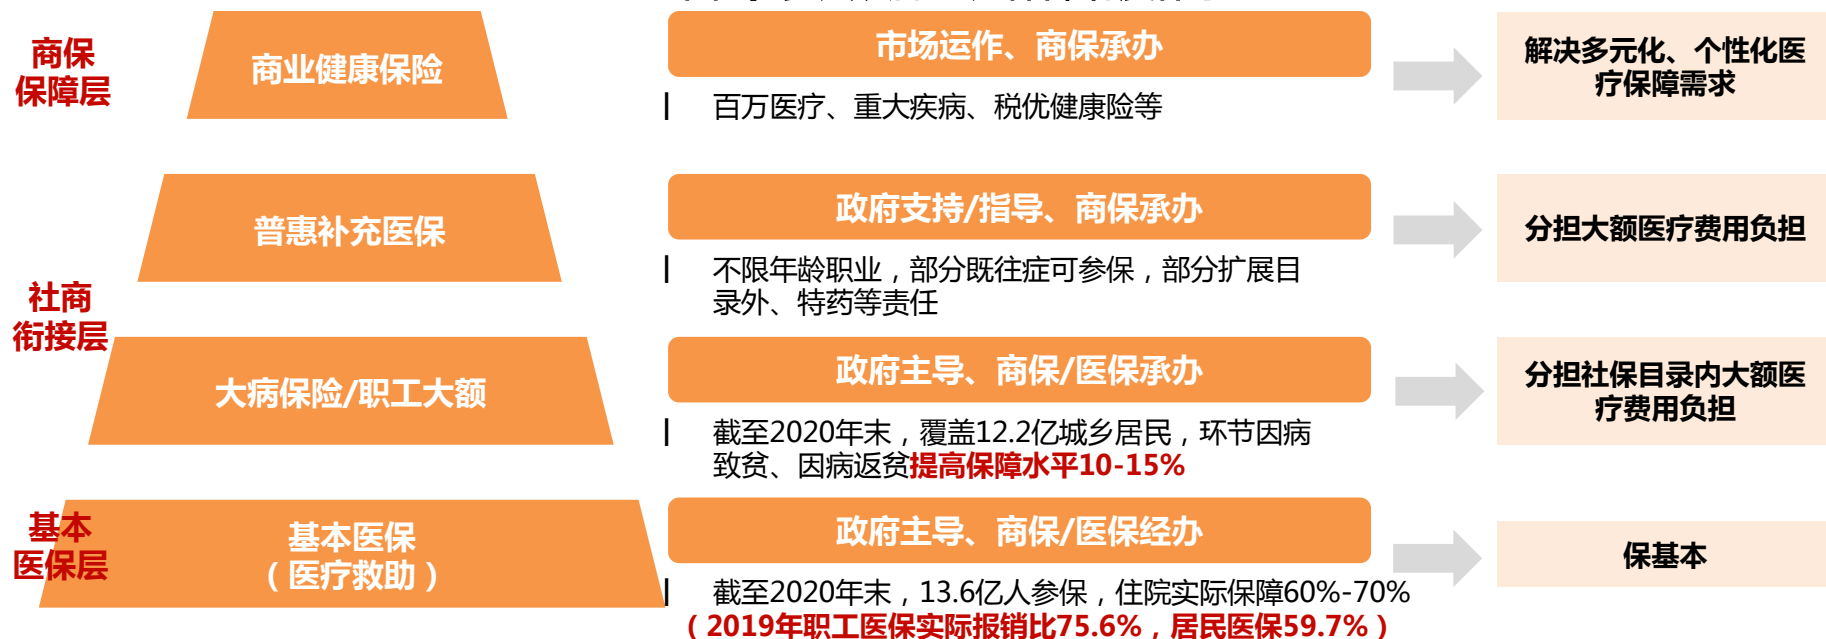 商保
保障层
商业健康保险
市场运作、商保承办
百万医疗、重大疾病、税优健康险等
解决多元化、个性化医
疗保障需求
社商
衔接层
普惠补充医保
政府支持/指导、商保承办
不限年龄职业，部分既往症可参保，部分扩展目
录外、特药等责任
分担大额医疗费用负担
大病保险/职工大额
政府主导、商保/医保承办
截至2020年末，覆盖12.2亿城乡居民，环节因病
致贫、因病返贫提高保障水平10-15%
分担社保目录内大额医
疗费用负担
基本
医保层
基本医保
（医疗救助）
政府主导、商保/医保经办
截至2020年末，13.6亿人参保，住院实际保障60%-70%
（2019年职工医保实际报销比75.6%，居民医保59.7%）
保基本